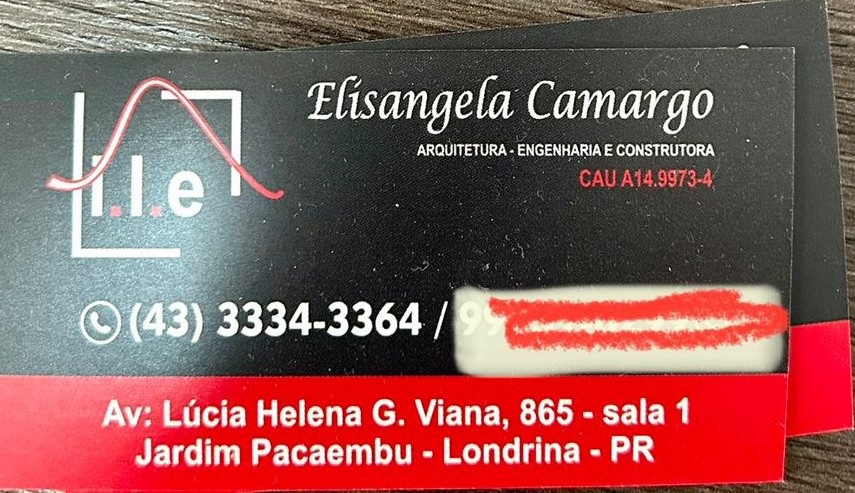 i.l.e
Elisangela Camargo
ARQUITETURA - ENGENHARIA E CONSTRUTORA
CAU A14.9973-4
(43) 3334-3364 / 99
Av: Lúcia Helena G. Viana, 865 - sala 1
Jardim Pacaembu - Londrina - PR